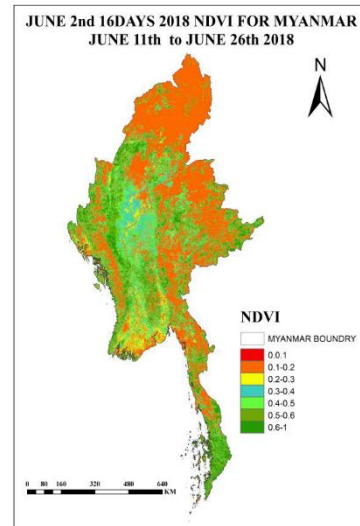 JUNE 2nd 16DAYS 2018 NDVI FOR MYANMAR
JUNE 11th to JUNE 26th 2018
N
NDVI
MYANMAR BOUNDRY
0.0.1
0.1-0.2
0.2-0.3
0.3-0.4
0.4-0.5
0.5-0.6
0.6-1
0 80 160 320 480 640
KM